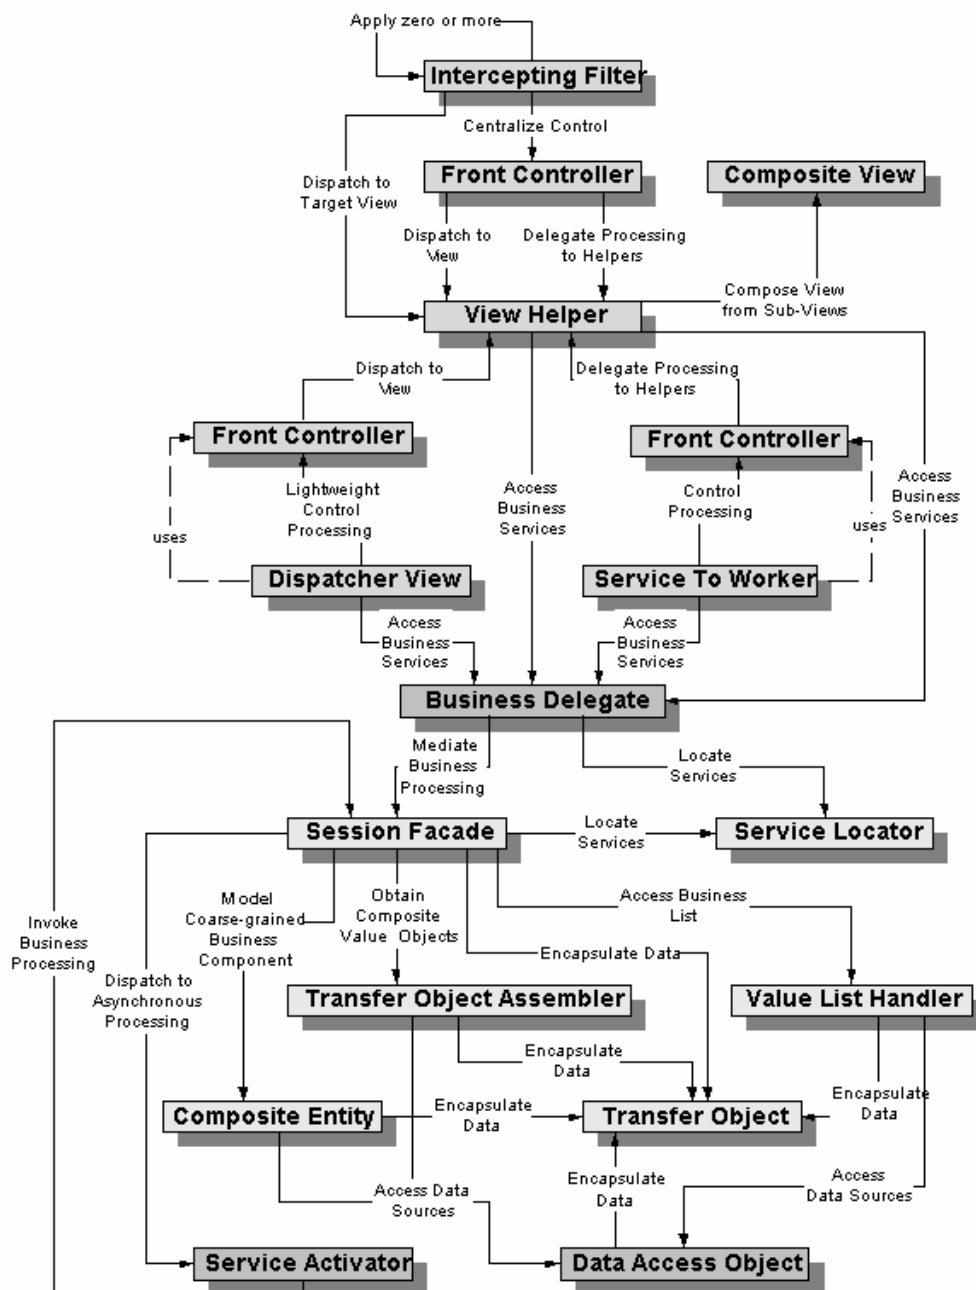 Apply zero or more
Intercepting Filter
Centralize Control
Dispatch to
Target View
Front Controller
Composite View
Dispatch to
View
Delegate Processing
to Helpers
Compose View
from Sub-Views
View Helper
Dispatch to
View
Delegate Processing
to Helpers
Front Controller
Front Controller
Lightweight
Control
Processing
Access
Business
Services
Control
Processing
Access
Business
Services
uses
uses
Dispatcher View
Service To Worker
Access
Business
Services
Access
Business
Services
Business Delegate
Mediate
Business
Processing
Locate
Services
Session Facade
Locate
Services
Service Locator
Invoke
Business
Processing
Model
Coarse-grained
Business
Component
Obtain
Composite
Value Objects
Access Business
List
Encapsulate Data
Dispatch to
Asynchronous
Processing
Transfer Object Assembler
Value List Handler
Encapsulate
Data
Composite Entity
Encapsulate
Data
Transfer Object
Encapsulate
Data
Access Data
Sources
Encapsulate
Data
Access
Data Sources
Service Activator
Data Access Object